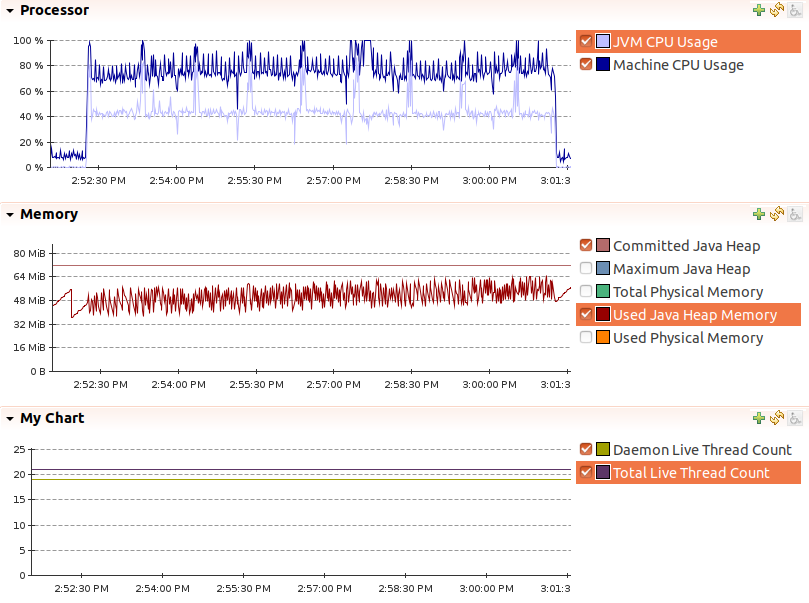 Processor
100 %
80 %
60 %
40 %
20 %
0 %
2:52:30 PM 2:54:00 PM 2:55:30 PM 2:57:00 PM 2:58:30 PM 3:00:00 PM 3:01:3
JVM CPU Usage
Machine CPU Usage
Memory
80 MiB
64 MiB
48 MiB
32 MiB
16 MiB
0 B
2:52:30 PM 2:54:00 PM 2:55:30 PM 2:57:00 PM 2:58:30 PM 3:00:00 PM 3:01:3
Committed Java Heap
Maximum Java Heap
Total Physical Memory
Used Java Heap Memory
Used Physical Memory
My Chart
25
20
15
10
5
0
2:52:30 PM 2:54:00 PM 2:55:30 PM 2:57:00 PM 2:58:30 PM 3:00:00 PM 3:01:3
Daemon Live Thread Count
Total Live Thread Count